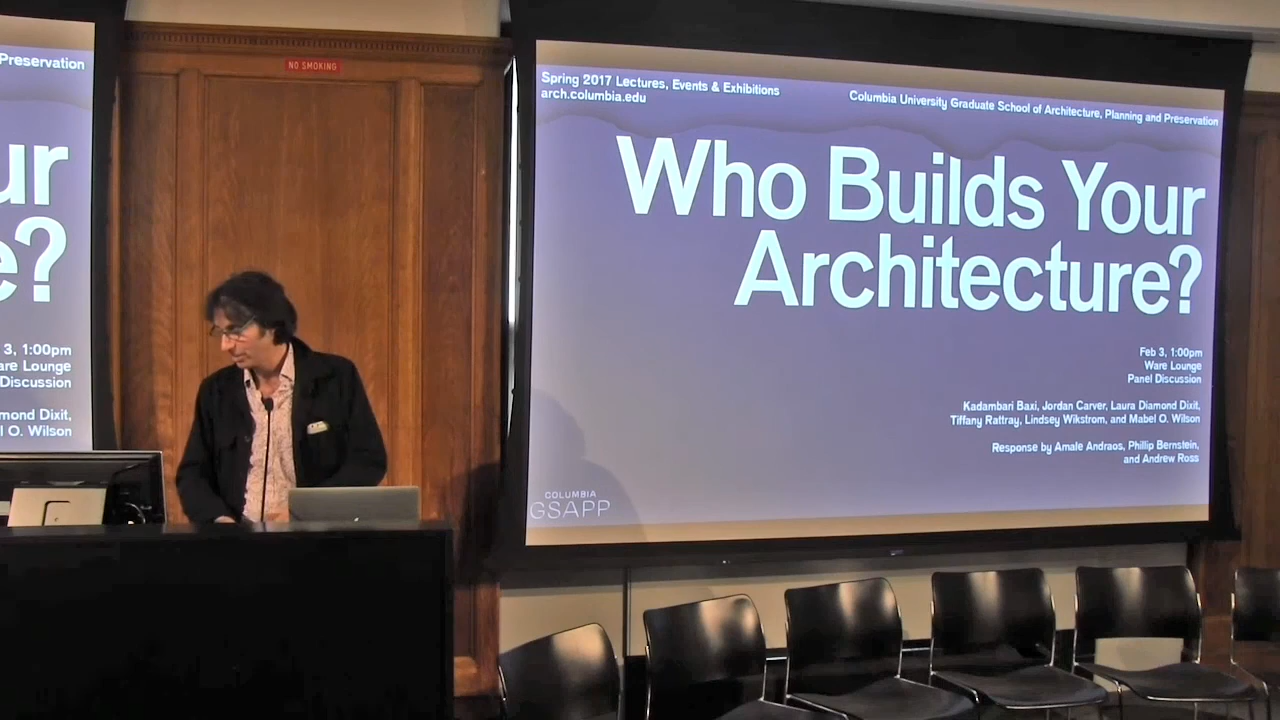 Preservation
ur
e?
3, 1:00pm
are Lounge
Discussion
mond Dixit,
l O. Wilson
NO SMOKING
Spring 2017 Lectures, Events & Exhibitions
arch.columbia.edu
Columbia University Graduate School of Architecture, Planning and Preservation
Who Builds Your
Architecture?
Feb 3, 1:00pm
Ware Lounge
Panel Discussion
Kadambari Baxi, Jordan Carver, Laura Diamond Dixit,
Tiffany Rattray, Lindsey Wikstrom, and Mabel O. Wilson
Response by Amale Andraos, Phillip Bernstein,
and Andrew Ross
COLUMBIA
GSAPP